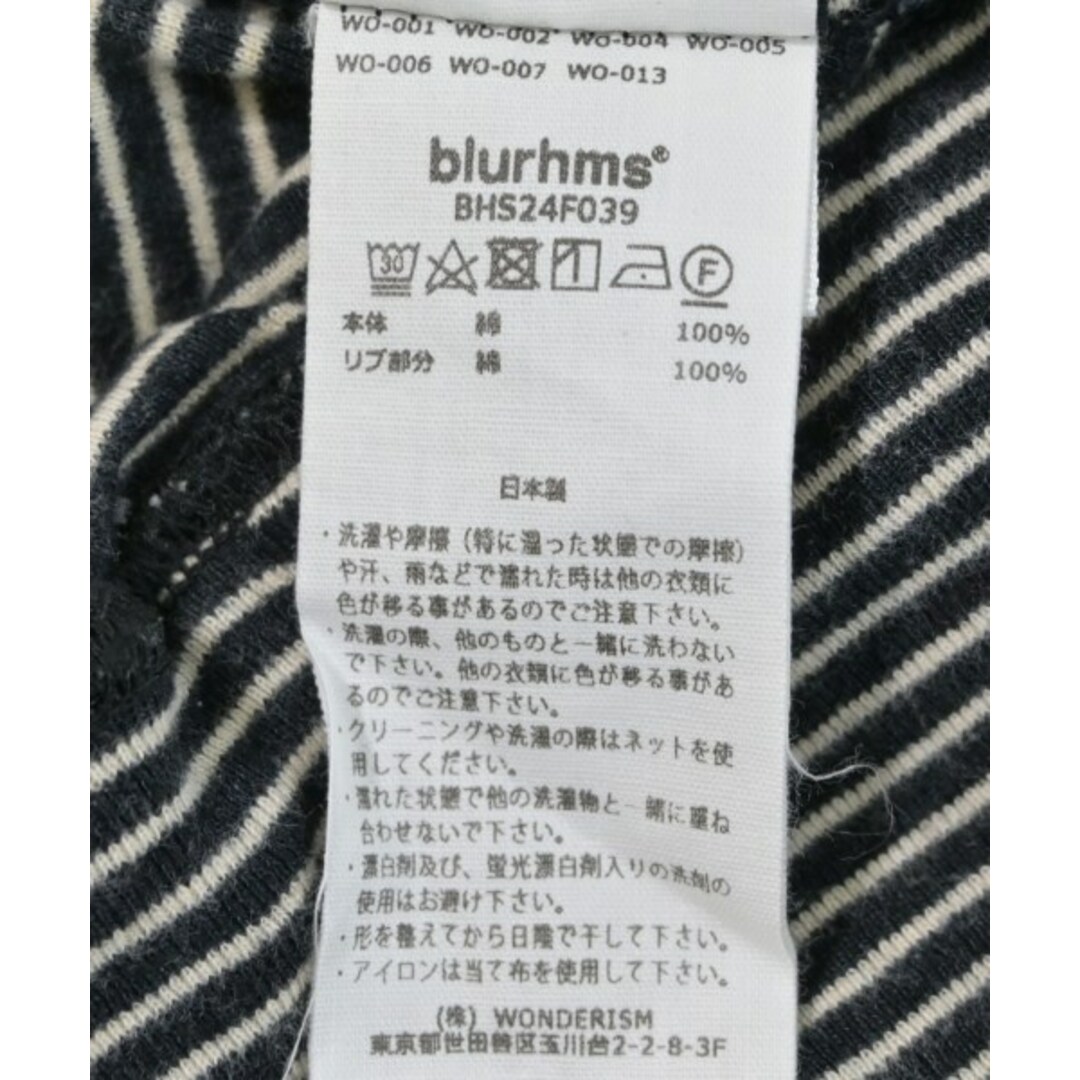 WO-001 WO-002 WO-004 WO-005
WO-006 WO-007 WO-013
blurhms®
BHS24F039
30 F
本体 綿 100%
リブ部分 綿 100%
日本製
・洗濯や摩擦(特に湿った状態での摩擦)
や汗、雨などで濡れた時は他の衣類に
色が移る事があるのでご注意下さい。
・洗濯の際、他のものと一緒に洗わない
で下さい。他の衣類に色が移る事があ
るのでご注意下さい。
・クリーニングや洗濯の際はネットを使
用してください。
・濡れた状態で他の洗濯物と一緒に重ね
合わせないで下さい。
・漂白剤及び、蛍光漂白剤入りの洗剤の
使用はお避け下さい。
・形を整えてから日陰で干して下さい。
・アイロンは当て布を使用して下さい。
(株) WONDERISM
東京都世田谷区玉川台2-2-8-3F